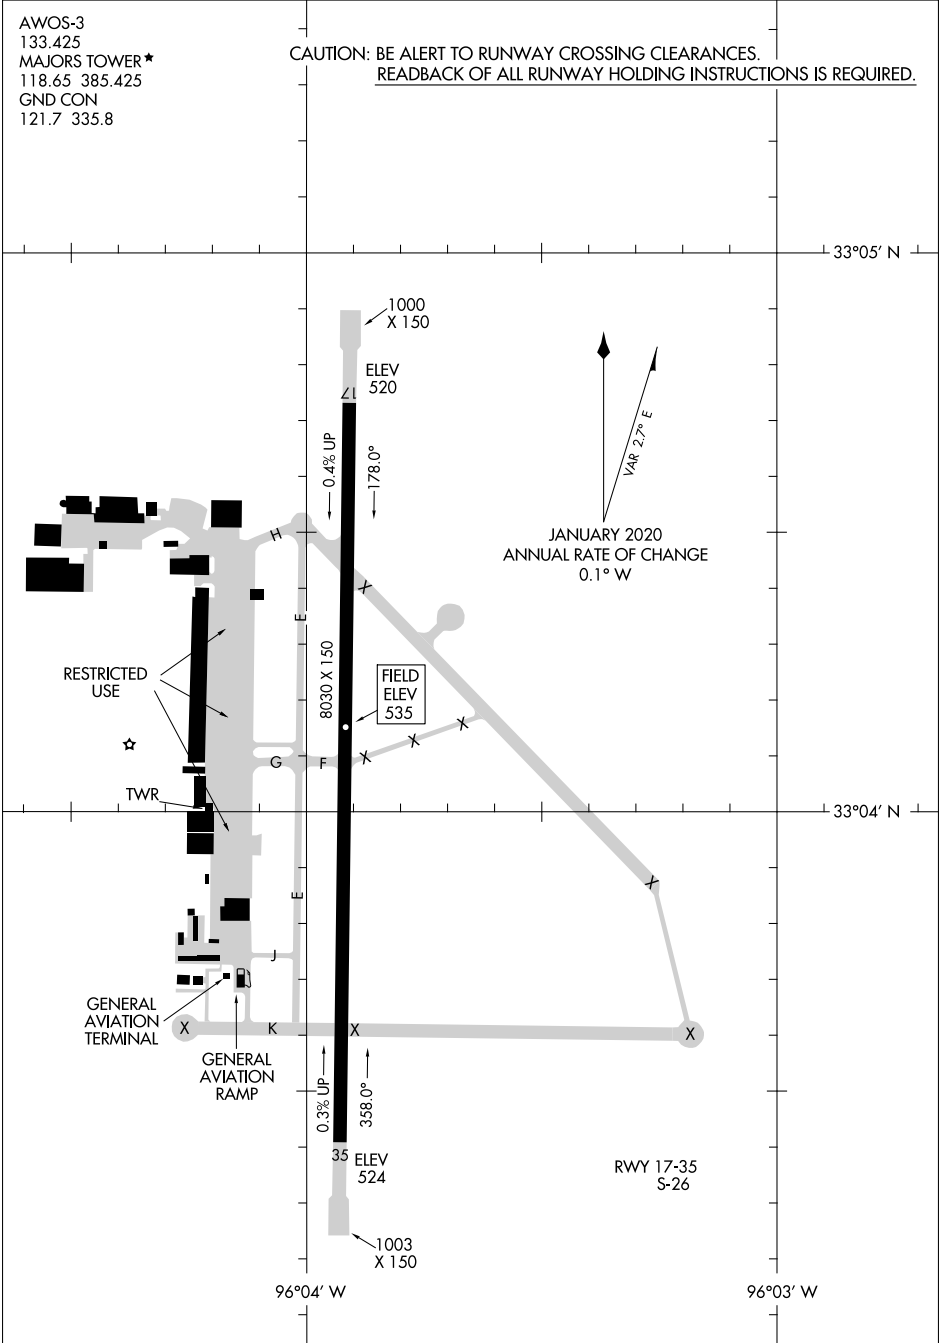 AWOS-3
133.425
MAJORS TOWER★
118.65 385.425
GND CON
121.7 335.8
CAUTION: BE ALERT TO RUNWAY CROSSING CLEARANCES.
READBACK OF ALL RUNWAY HOLDING INSTRUCTIONS IS REQUIRED.
33°05' N
1000
X 150
ELEV
520
17
0.4% UP
178.0°
VAR 2.7° E
JANUARY 2020
ANNUAL RATE OF CHANGE
0.1° W
H
X
E
8030 X 150
RESTRICTED
USE
FIELD
ELEV
535
X
X
X
G
F
TWR
33°04' N
X
E
J
GENERAL
AVIATION
TERMINAL
X
K
X
X
GENERAL
AVIATION
RAMP
0.3% UP
358.0°
35
ELEV
524
RWY 17-35
S-26
1003
X 150
96°04' W
96°03' W